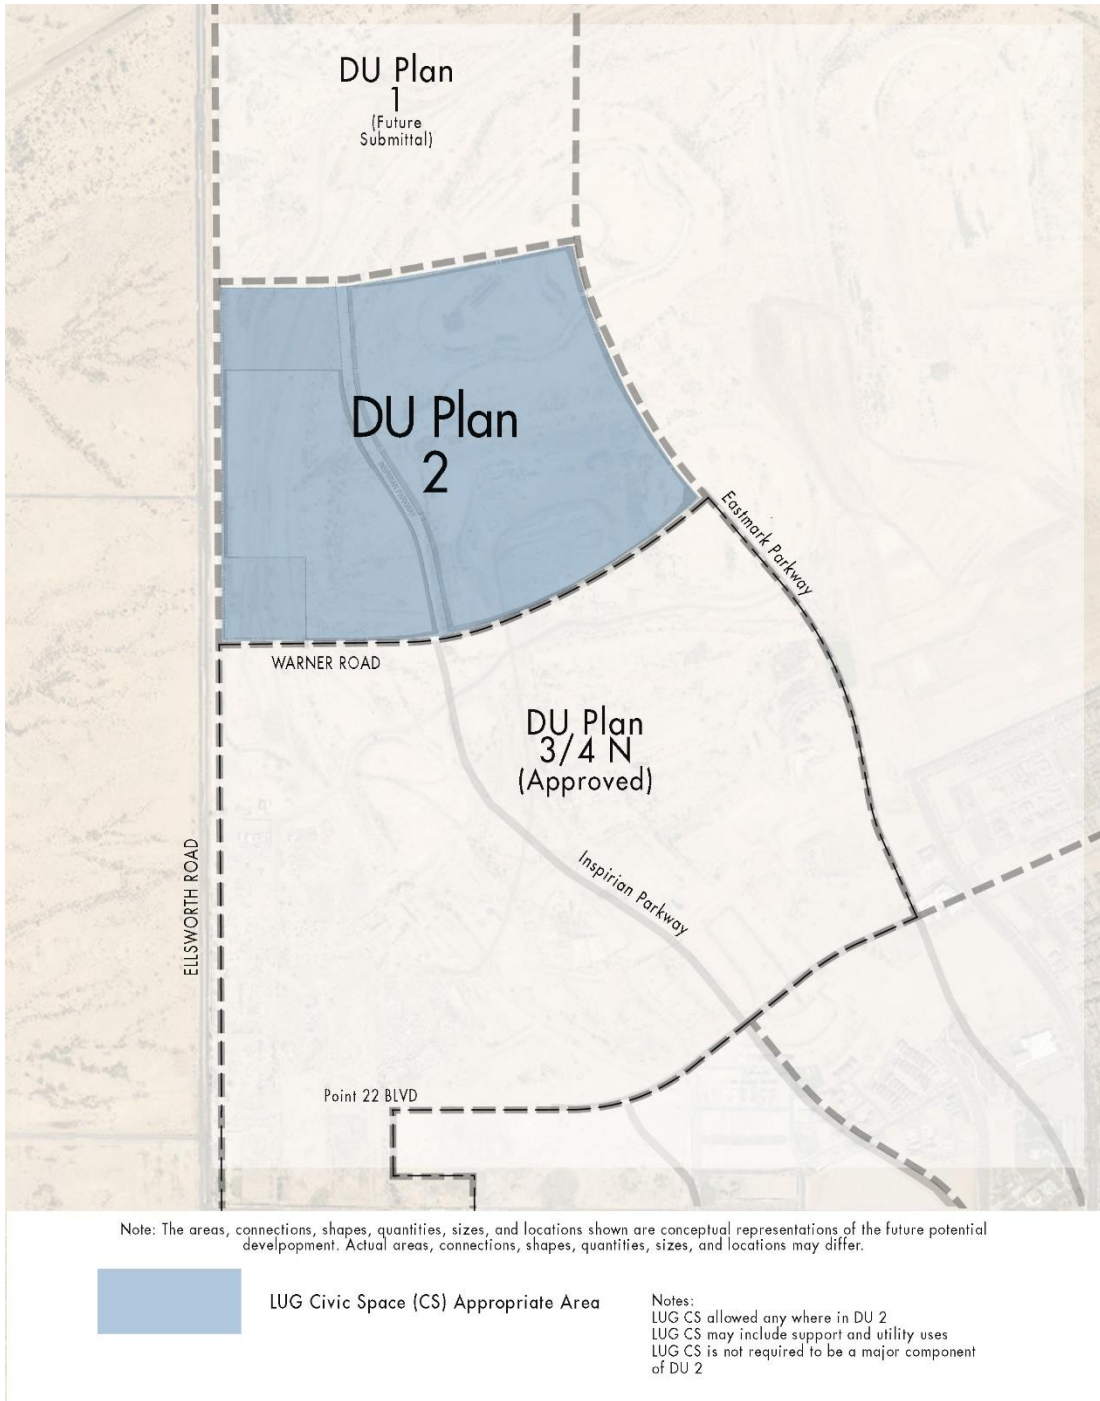 DU Plan
1
(Future
Submittal)
DU Plan
2
Eastmark Parkway
WARNER ROAD
DU Plan
3/4 N
(Approved)
ELLSWORTH ROAD
Inspirian Parkway
Point 22 BLVD
Note: The areas, connections, shapes, quantities, sizes, and locations shown are conceptual representations of the future potential
develpopment. Actual areas, connections, shapes, quantities, sizes, and locations may differ.
LUG Civic Space (CS) Appropriate Area
Notes:
LUG CS allowed any where in DU 2
LUG CS may include support and utility uses
LUG CS is not required to be a major component
of DU 2